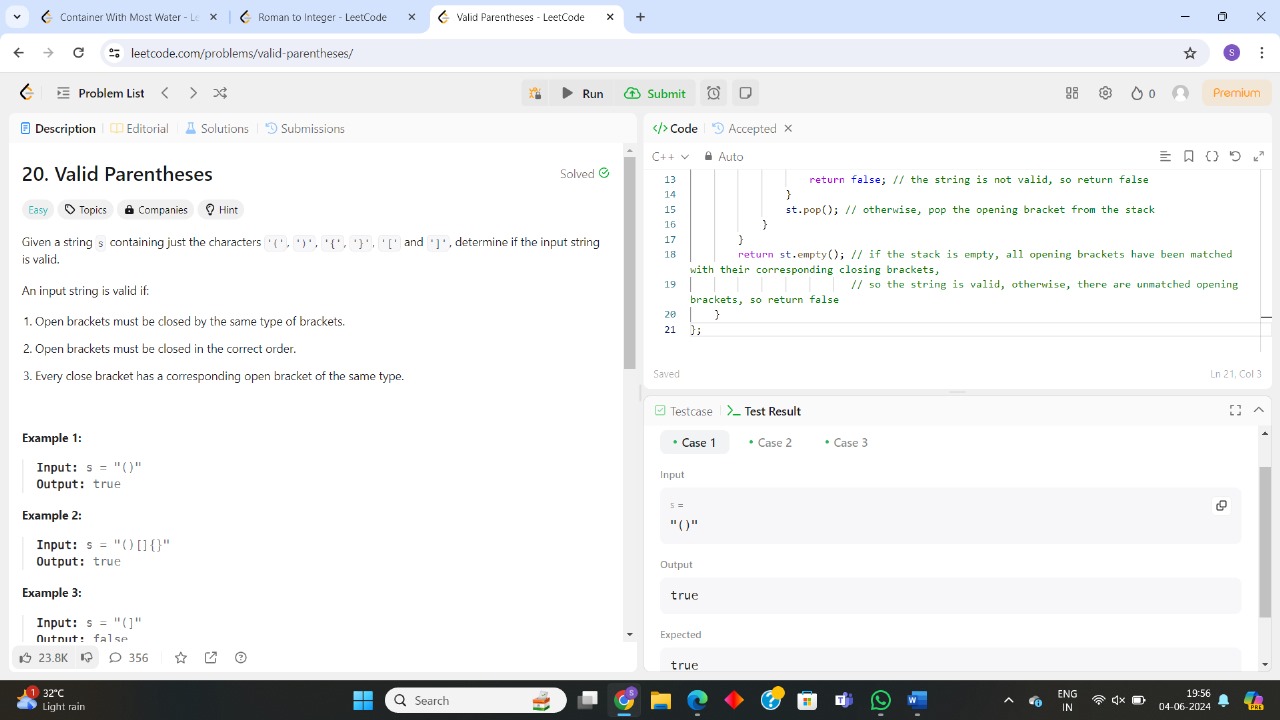 Container With Most Water - Le
Roman to Integer - LeetCode
Valid Parentheses - LeetCode
leetcode.com/problems/valid-parentheses/
S
Problem List
Run
Submit
0
Premium
Description
Editorial
Solutions
Submissions
20. Valid Parentheses
Solved
Easy
Topics
Companies
Hint
Given a string s containing just the characters '(', ')', '{', '}', '[' and ']', determine if the input string
is valid.
An input string is valid if:
1. Open brackets must be closed by the same type of brackets.
2. Open brackets must be closed in the correct order.
3. Every close bracket has a corresponding open bracket of the same type.
Example 1:
Input: s = "()"
Output: true
Example 2:
Input: s = "()[]{}"
Output: true
Example 3:
Input: s = "(]"
Output: false
23.8K
356
</> Code
Accepted
C++
Auto
13 return false; // the string is not valid, so return false
14 }
15 st.pop(); // otherwise, pop the opening bracket from the stack
16 }
17 }
18 return st.empty(); // if the stack is empty, all opening brackets have been matched
with their corresponding closing brackets,
19 // so the string is valid, otherwise, there are unmatched opening
brackets, so return false
20 }
21 };
Saved
Ln 21, Col 3
Testcase
Test Result
Case 1
Case 2
Case 3
Input
s =
"()"
Output
true
Expected
true
1
32°C
Light rain
Search
S
W
ENG
IN
19:56
04-06-2024
PRE